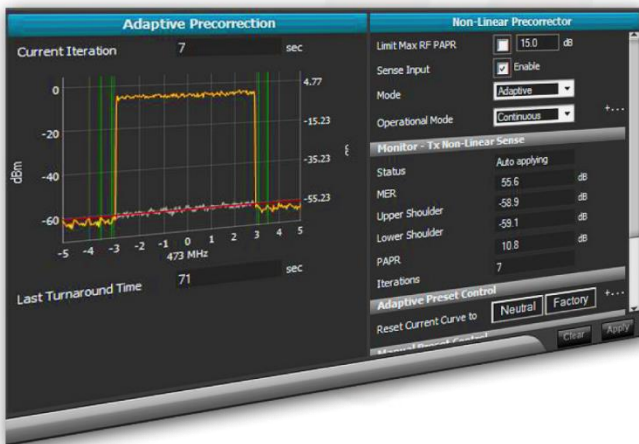 Adaptive Precorrection
Current Iteration 7 sec
0
-20
-40
-60
dBm
4.77
-15.23
-35.23
-55.23
-5 -4 -3 -2 -1 0 1 2 3 4 5
473 MHz
Last Turnaround Time 71 sec
Non-Linear Precorrector
Limit Max RF PAPR 15.0 dB
Sense Input Enable
Mode Adaptive
Operational Mode Continuous +...
Monitor - Tx Non-Linear Sense
Status Auto applying
MER 55.6 dB
Upper Shoulder -58.9 dB
Lower Shoulder -59.1 dB
PAPR 10.8 dB
Iterations 7
Adaptive Preset Control
Reset Current Curve to Neutral Factory +...
Manual Preset Control
Clear Apply